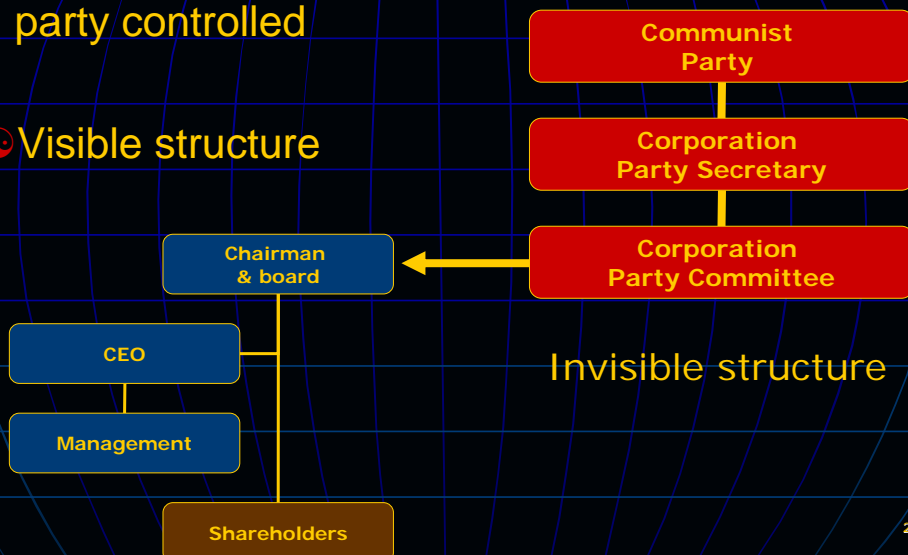 party controlled
Visible structure
Communist
Party
Corporation
Party Secretary
Corporation
Party Committee
Chairman
& board
CEO
Management
Invisible structure
Shareholders
2